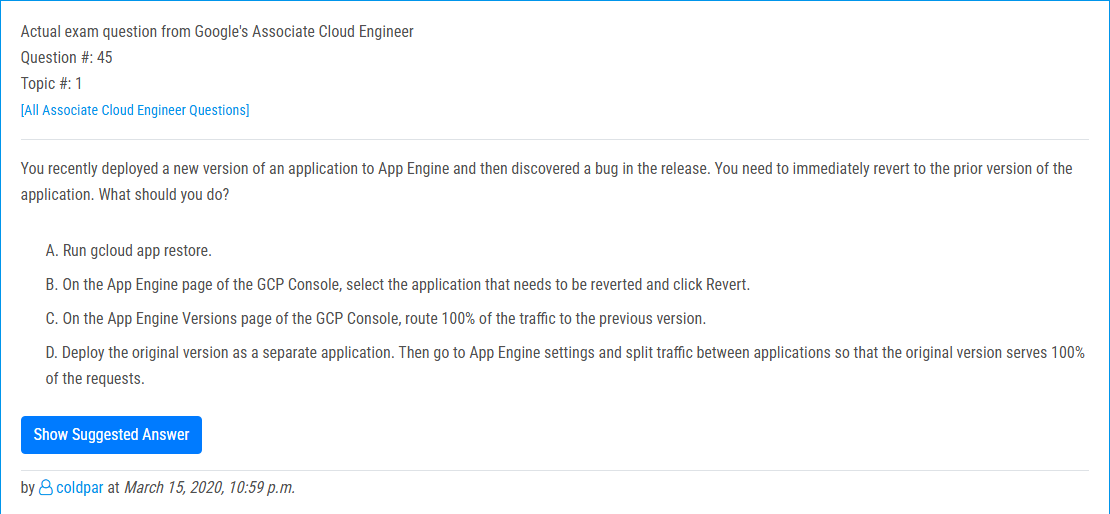 Actual exam question from Google's Associate Cloud Engineer
Question #: 45
Topic #: 1
[All Associate Cloud Engineer Questions]
You recently deployed a new version of an application to App Engine and then discovered a bug in the release. You need to immediately revert to the prior version of the
application. What should you do?
A. Run gcloud app restore.
B. On the App Engine page of the GCP Console, select the application that needs to be reverted and click Revert.
C. On the App Engine Versions page of the GCP Console, route 100% of the traffic to the previous version.
D. Deploy the original version as a separate application. Then go to App Engine settings and split traffic between applications so that the original version serves 100%
of the requests.
Show Suggested Answer
by coldpar at March 15, 2020, 10:59 p.m.